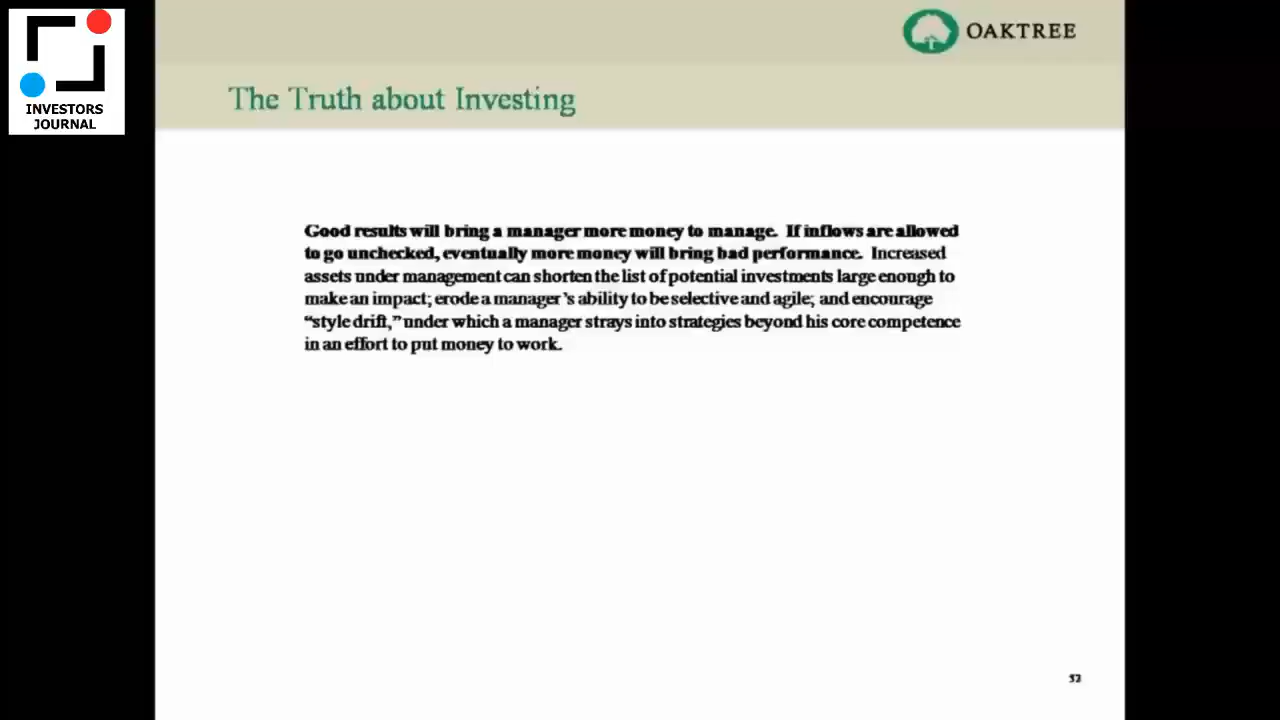 INVESTORS
JOURNAL
OAKTREE
The Truth about Investing
Good results will bring a manager more money to manage. If inflows are allowed
to go unchecked, eventually more money will bring bad performance. Increased
assets under management can shorten the list of potential investments large enough to
make an impact; erode a manager's ability to be selective and agile; and encourage
“style drift,” under which a manager strays into strategies beyond his core competence
in an effort to put money to work.
52